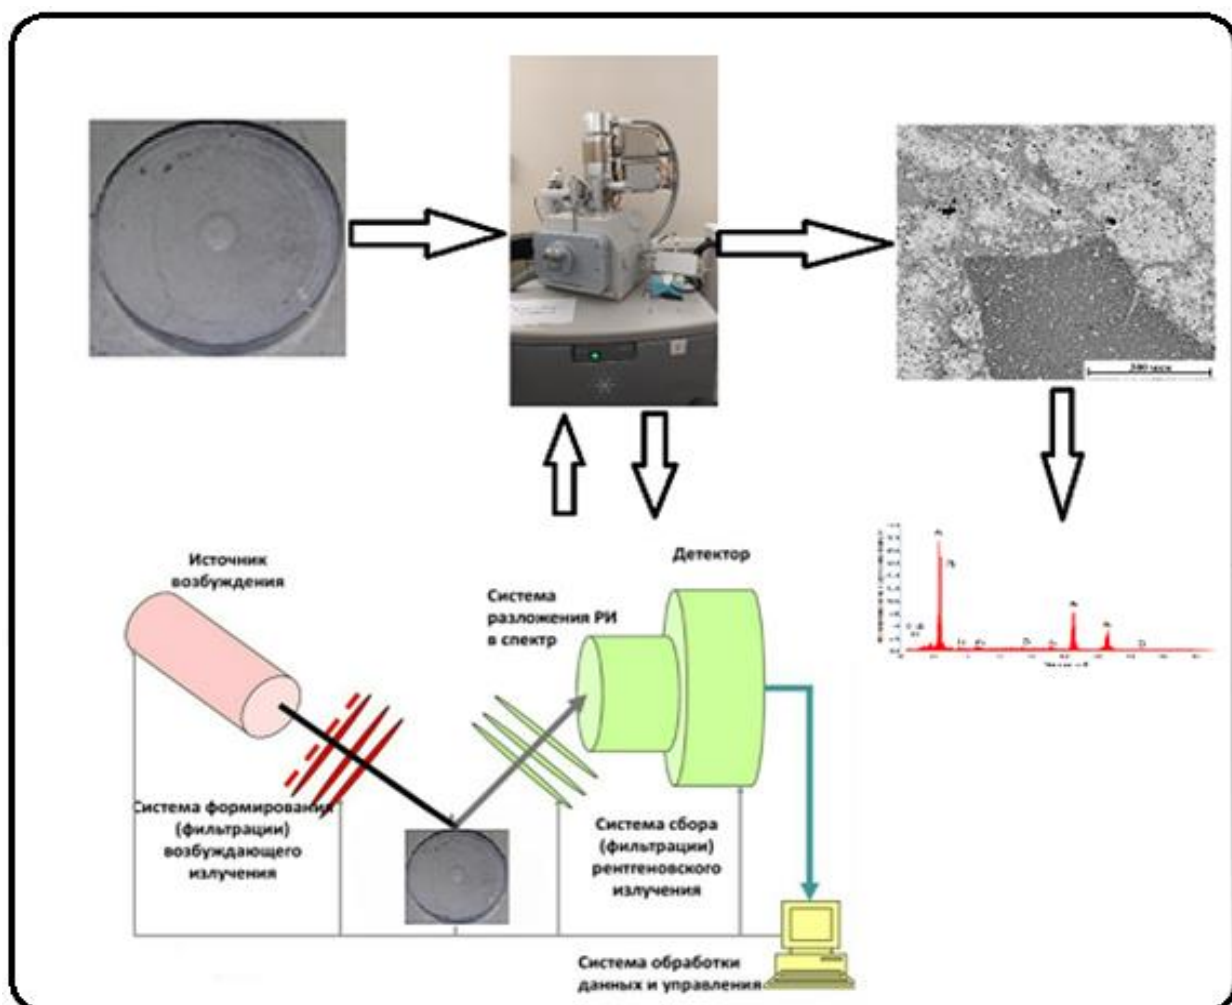 Источник
возбуждения
Детектор
Система
разложения РИ
в спектр
Система формирования
(фильтрации)
возбуждающего
излучения
Система сбора
(фильтрации)
рентгеновского
излучения
Система обработки
данных и управления